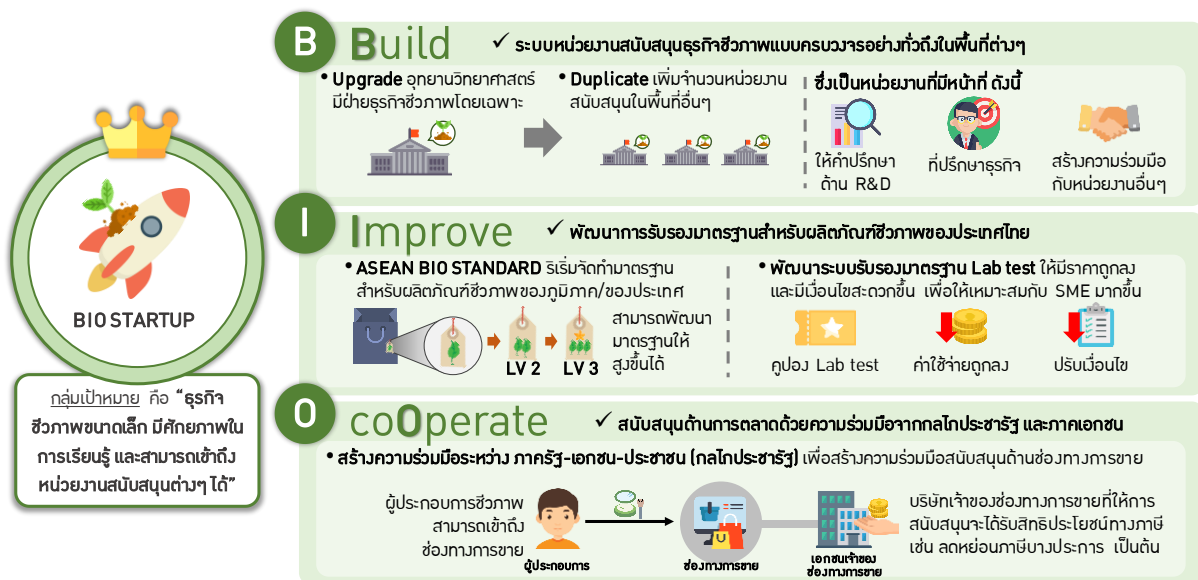 BIO STARTUP
กลุ่มเป้าหมาย คือ “ธุรกิจ
ชีวภาพขนาดเล็ก มีศักยภาพใน
การเรียนรู้ และสามารถเข้าถึง
หน่วยงานสนับสนุนต่างๆ ได้”
B
Build
✓ ระบบหน่วยงานสนับสนุนธุรกิจชีวภาพแบบครบวงจรอย่างทั่วถึงในพื้นที่ต่างๆ
• Upgrade อุทยานวิทยาศาสตร์
มีฝ่ายธุรกิจชีวภาพโดยเฉพาะ
• Duplicate เพิ่มจำนวนหน่วยงาน
สนับสนุนในพื้นที่อื่นๆ
ซึ่งเป็นหน่วยงานที่มีหน้าที่ ดังนี้
ให้คำปรึกษา
ด้าน R&D
ที่ปรึกษาธุรกิจ
สร้างความร่วมมือ
กับหน่วยงานอื่นๆ
I
Improve
✓ พัฒนาการรับรองมาตรฐานสำหรับผลิตภัณฑ์ชีวภาพของประเทศไทย
• ASEAN BIO STANDARD ริเริ่มจัดทำมาตรฐาน
สำหรับผลิตภัณฑ์ชีวภาพของภูมิภาค/ของประเทศ
LV 2
LV 3
สามารถพัฒนา
มาตรฐานให้
สูงขึ้นได้
• พัฒนาระบบรับรองมาตรฐาน Lab test ให้มีราคาถูกลง
และมีเงื่อนไขสะดวกขึ้น เพื่อให้เหมาะสมกับ SME มากขึ้น
คูปอง Lab test
ค่าใช้จ่ายถูกลง
ปรับเงื่อนไข
O
coOperate
✓ สนับสนุนด้านการตลาดด้วยความร่วมมือจากกลไกประชารัฐ และภาคเอกชน
• สร้างความร่วมมือระหว่าง ภาครัฐ-เอกชน-ประชาชน (กลไกประชารัฐ) เพื่อสร้างความร่วมมือสนับสนุนด้านช่องทางการขาย
ผู้ประกอบการชีวภาพ
สามารถเข้าถึง
ช่องทางการขาย
ผู้ประกอบการ
ช่องทางการขาย
เอกชนเจ้าของ
ช่องทางการขาย
บริษัทเจ้าของช่องทางการขายที่ให้การ
สนับสนุนจะได้รับสิทธิประโยชน์ทางภาษี
เช่น ลดหย่อนภาษีบางประการ เป็นต้น